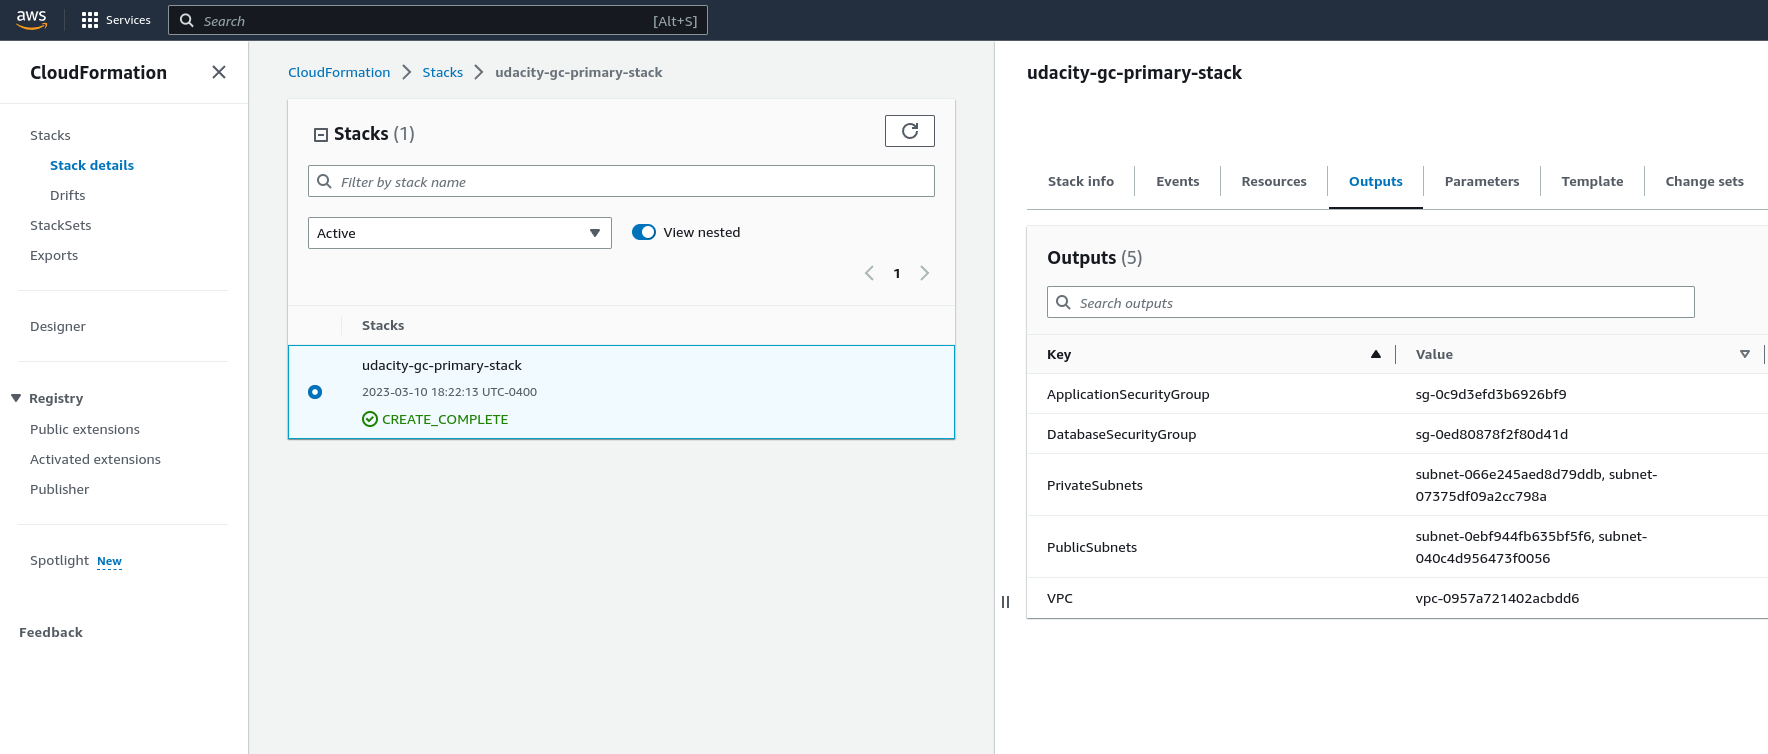 aws
Services
Search
[Alt+S]
CloudFormation
Stacks
Stack details
Drifts
StackSets
Exports
Designer
Registry
Public extensions
Activated extensions
Publisher
Spotlight New
Feedback
CloudFormation
Stacks
udacity-gc-primary-stack
Stacks (1)
Filter by stack name
Active
View nested
1
Stacks
udacity-gc-primary-stack
2023-03-10 18:22:13 UTC-0400
CREATE_COMPLETE
udacity-gc-primary-stack
Stack info
Events
Resources
Outputs
Parameters
Template
Change sets
Outputs (5)
Search outputs
Key
Value
ApplicationSecurityGroup
sg-0c9d3efd3b6926bf9
DatabaseSecurityGroup
sg-0ed80878f2f80d41d
PrivateSubnets
subnet-066e245aed8d79ddb, subnet-
07375df09a2cc798a
PublicSubnets
subnet-0ebf944fb635bf5f6, subnet-
040c4d956473f0056
VPC
vpc-0957a721402acbdd6